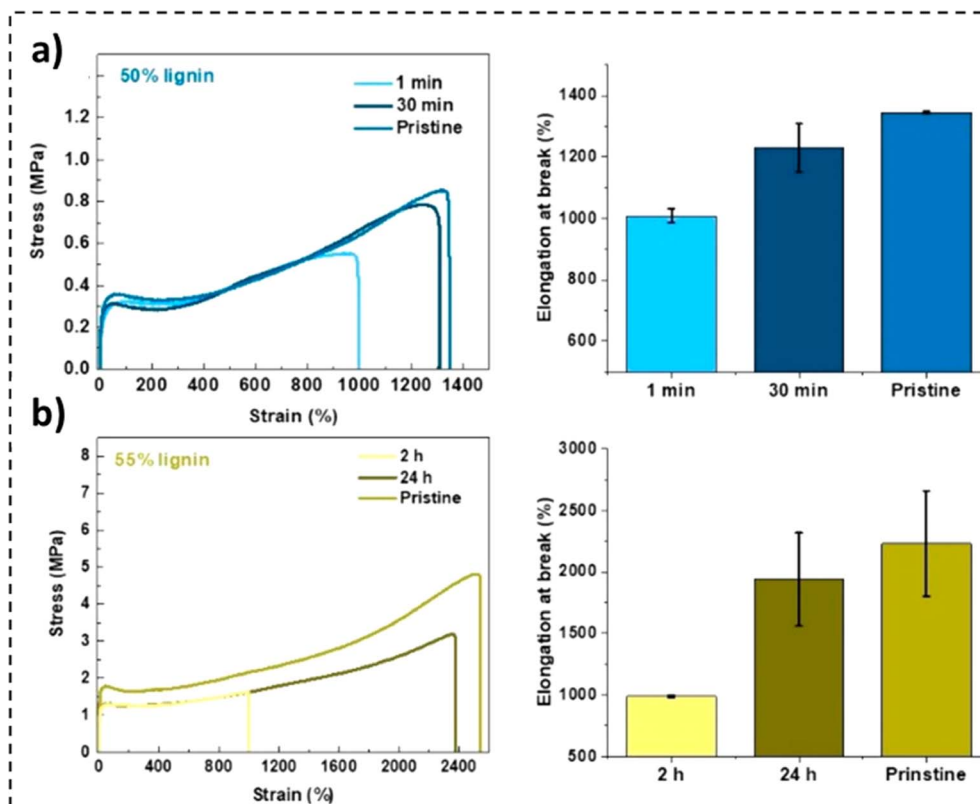 a)
50% lignin
1 min
30 min
Pristine
Stress (MPa)
1.2
1.0
0.8
0.6
0.4
0.2
0.0
0 200 400 600 800 1000 1200 1400
Strain (%)
Elongation at break (%)
1400
1200
1000
800
600
1 min 30 min Pristine
b)
55% lignin
2 h
24 h
Pristine
Stress (MPa)
8
7
6
5
4
3
2
1
0
0 400 800 1200 1600 2000 2400
Strain (%)
Elongation at break (%)
3000
2500
2000
1500
1000
500
2 h 24 h Prinstine